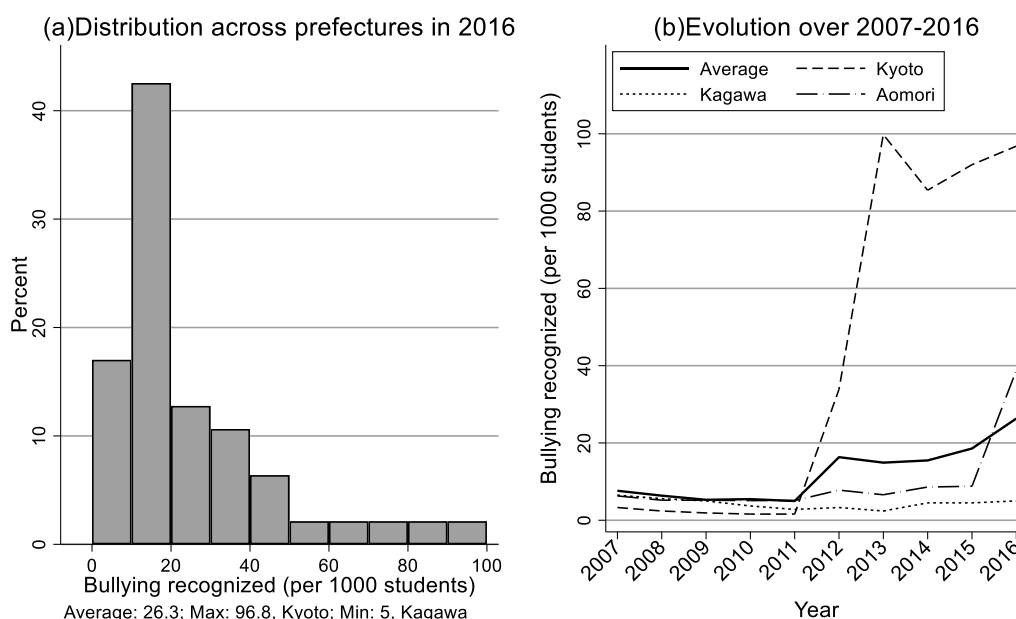 (a)Distribution across prefectures in 2016
40
30
20
10
0
Percent
0 20 40 60 80 100
Bullying recognized (per 1000 students)
Average: 26.3; Max: 96.8, Kyoto; Min: 5, Kagawa
(b)Evolution over 2007-2016
Average Kyoto
Kagawa Aomori
100
80
60
40
20
0
Bullying recognized (per 1000 students)
2007 2008 2009 2010 2011 2012 2013 2014 2015 2016
Year